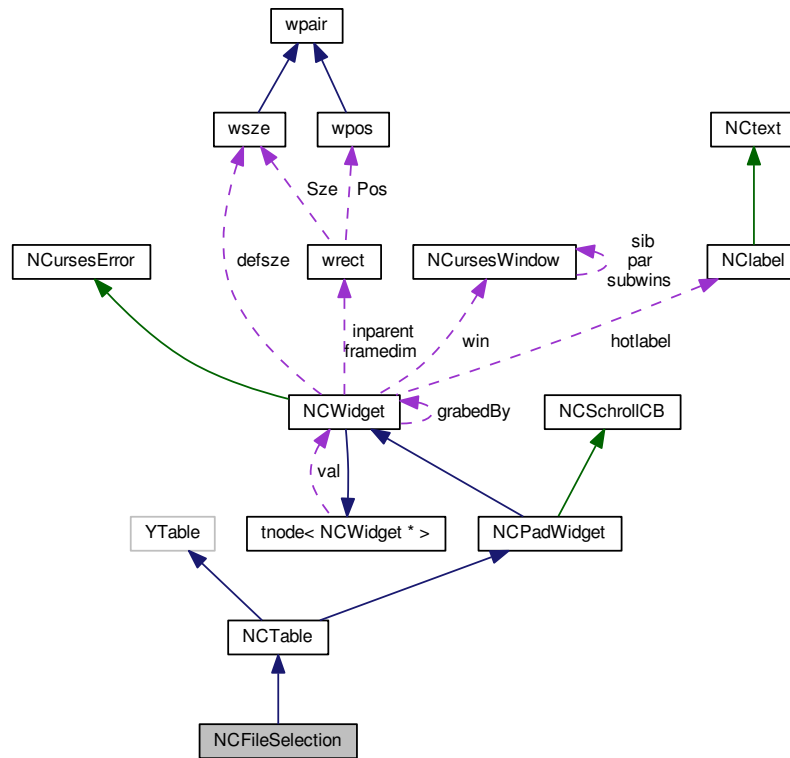 wpair
wsze
wpos
NCtext
Sze
Pos
NCursesError
defsze
wrect
NCursesWindow
sib
par
subwins
NClabel
inparent
framedim
win
hotlabel
NCWidget
grabedBy
NCSchrollCB
val
YTable
tnode< NCWidget * >
NCPadWidget
NCTable
NCFileSelection